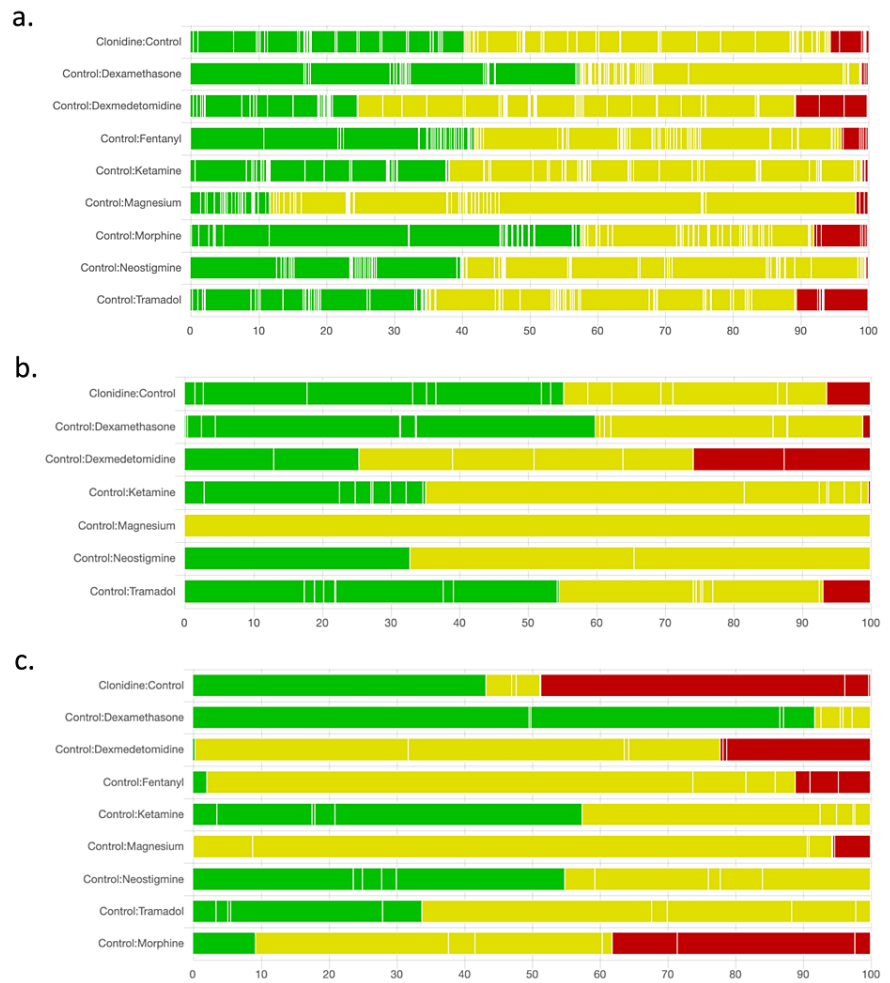 a.
Clonidine:Control
Control:Dexamethasone
Control:Dexmedetomidine
Control:Fentanyl
Control:Ketamine
Control:Magnesium
Control:Morphine
Control:Neostigmine
Control:Tramadol
0 10 20 30 40 50 60 70 80 90 100
b.
Clonidine:Control
Control:Dexamethasone
Control:Dexmedetomidine
Control:Ketamine
Control:Magnesium
Control:Neostigmine
Control:Tramadol
0 10 20 30 40 50 60 70 80 90 100
c.
Clonidine:Control
Control:Dexamethasone
Control:Dexmedetomidine
Control:Fentanyl
Control:Ketamine
Control:Magnesium
Control:Neostigmine
Control:Tramadol
Control:Morphine
0 10 20 30 40 50 60 70 80 90 100